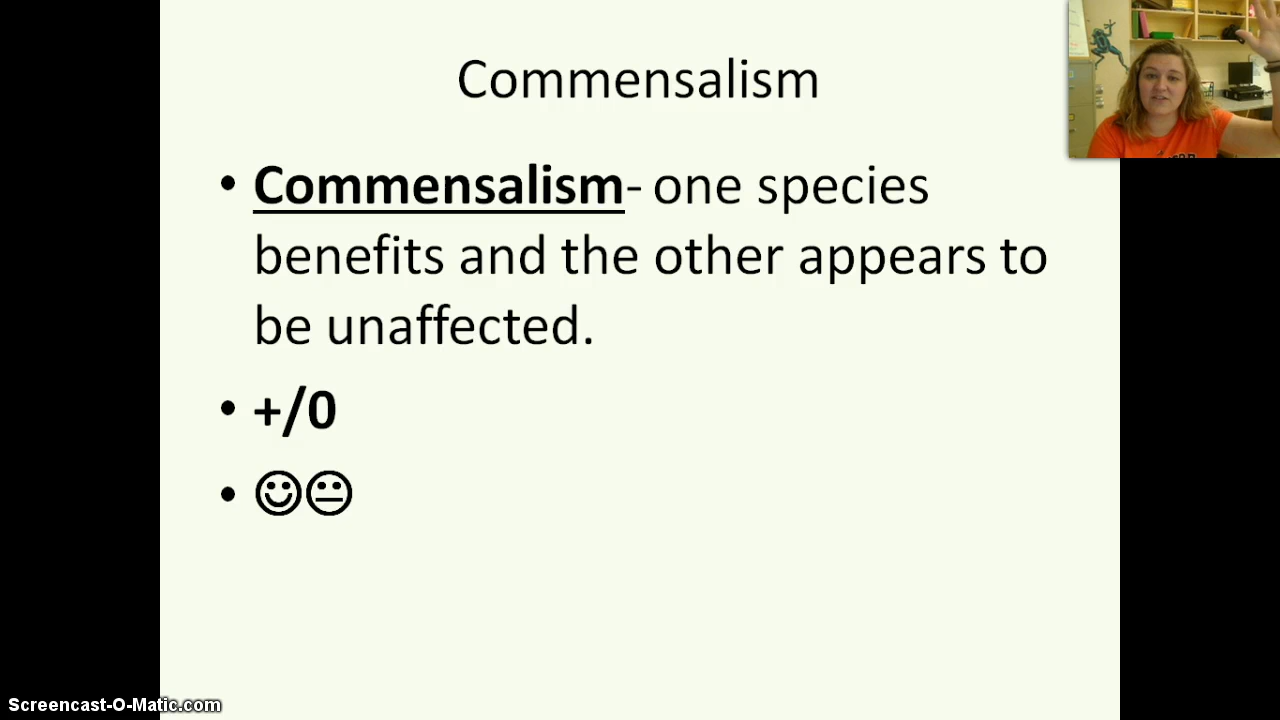 Commensalism
• Commensalism- one species
benefits and the other appears to
be unaffected.
• +/0
• ☺😐
Screencast-O-Matic.com